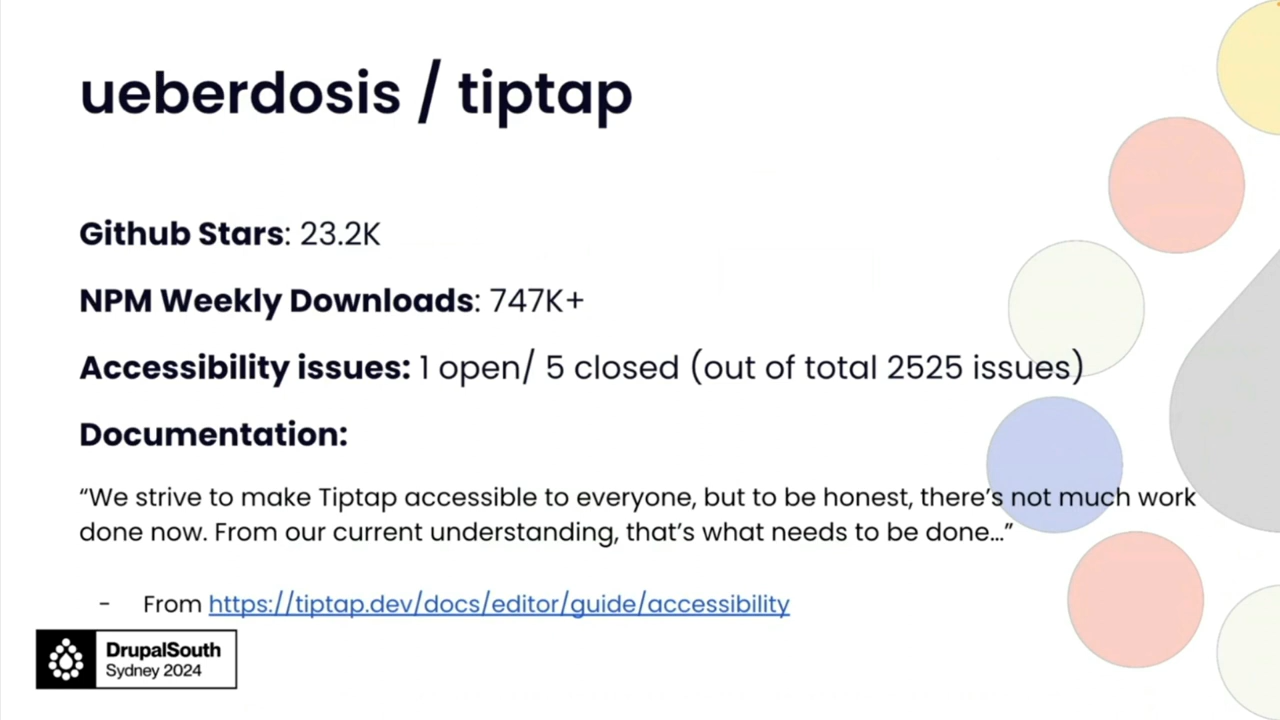 ueberdosis / tiptap
Github Stars: 23.2K
NPM Weekly Downloads: 747K+
Accessibility issues: 1 open/ 5 closed (out of total 2525 issues)
Documentation:
“We strive to make Tiptap accessible to everyone, but to be honest, there’s not much work
done now. From our current understanding, that’s what needs to be done…”
- From https://tiptap.dev/docs/editor/guide/accessibility
DrupalSouth
Sydney 2024